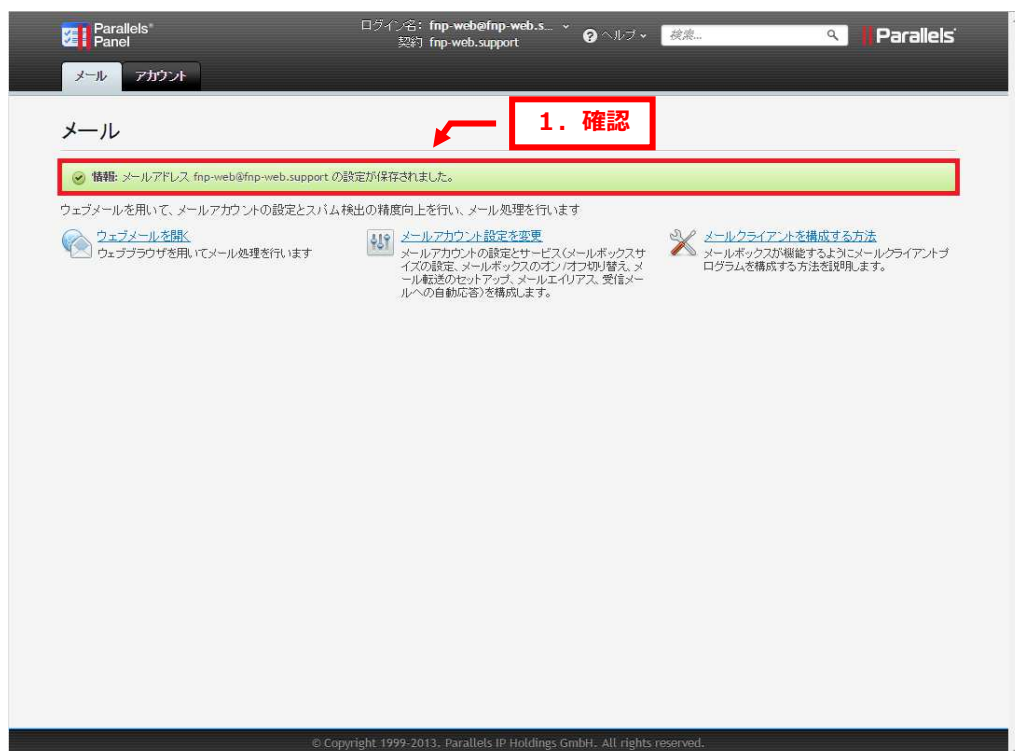 Parallels®
Panel
ログイン名: fnp-web@fnp-web.s...
契約 fnp-web.support
ヘルプ
検索...
Parallels
メール アカウント
メール
1. 確認
情報: メールアドレス fnp-web@fnp-web.support の設定が保存されました。
ウェブメールを用いて、メールアカウントの設定とスパム検出の精度向上を行い、メール処理を行います
ウェブメールを開く
ウェブブラウザを用いてメール処理を行います
メールアカウント設定を変更
メールアカウントの設定とサービス(メールボックスサ
イズの設定、メールボックスのオン/オフ切り替え、メ
ール転送のセットアップ、メールエイリアス、受信メー
ルへの自動応答)を構成します。
メールクライアントを構成する方法
メールボックスが機能するようにメールクライアントプ
ログラムを構成する方法を説明します。
© Copyright 1999-2013. Parallels IP Holdings GmbH. All rights reserved.